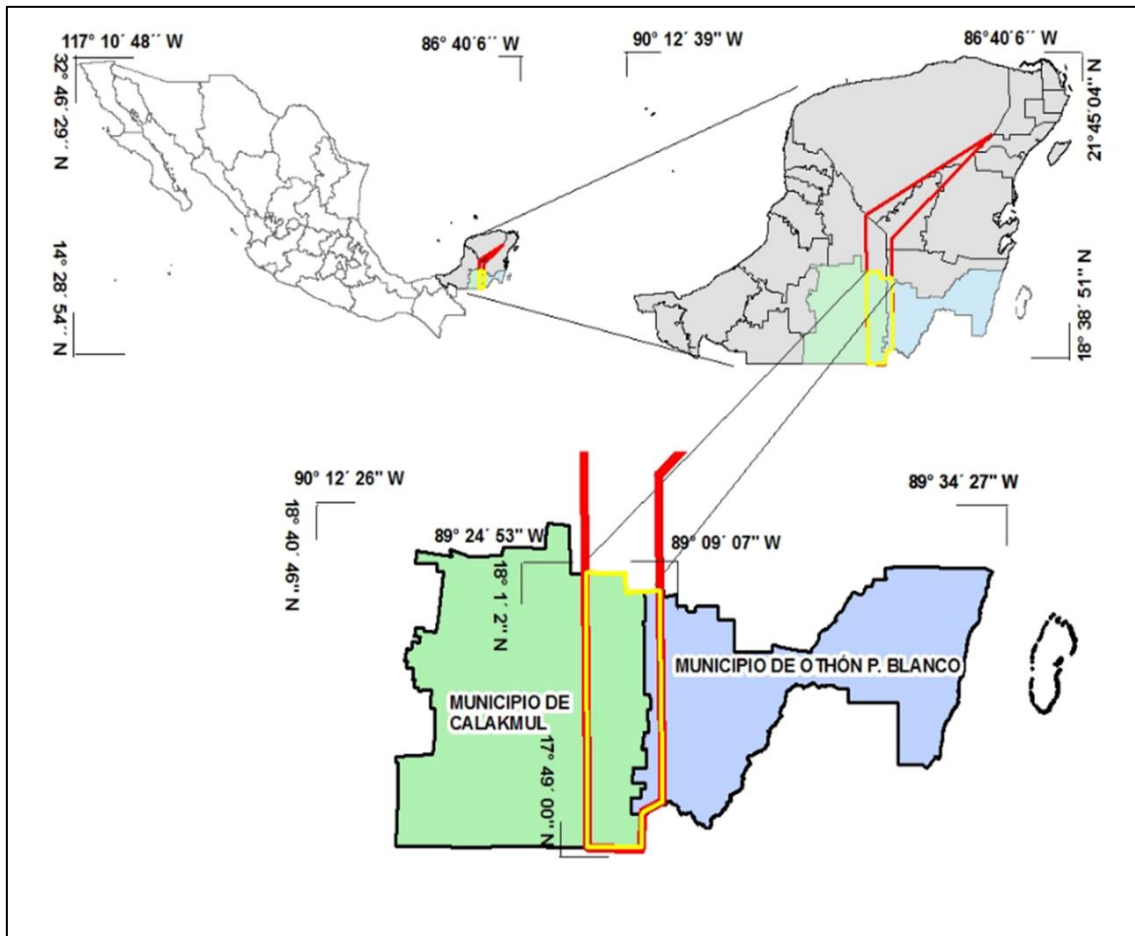 117° 10´ 48´´ W
86° 40´ 6´´ W
32° 46´ 29´´ N
14° 28´ 54´´ N
90° 12´ 39" W
86° 40´ 6´´ W
21° 45´ 04" N
18° 38´ 51" N
90° 12´ 26" W
89° 34´ 27" W
18° 40´ 46" N
89° 24´ 53" W
89° 09´ 07" W
18° 1´ 2" N
MUNICIPIO DE OTHÓN P. BLANCO
MUNICIPIO DE
CALAKMUL
17° 49´ 00" N